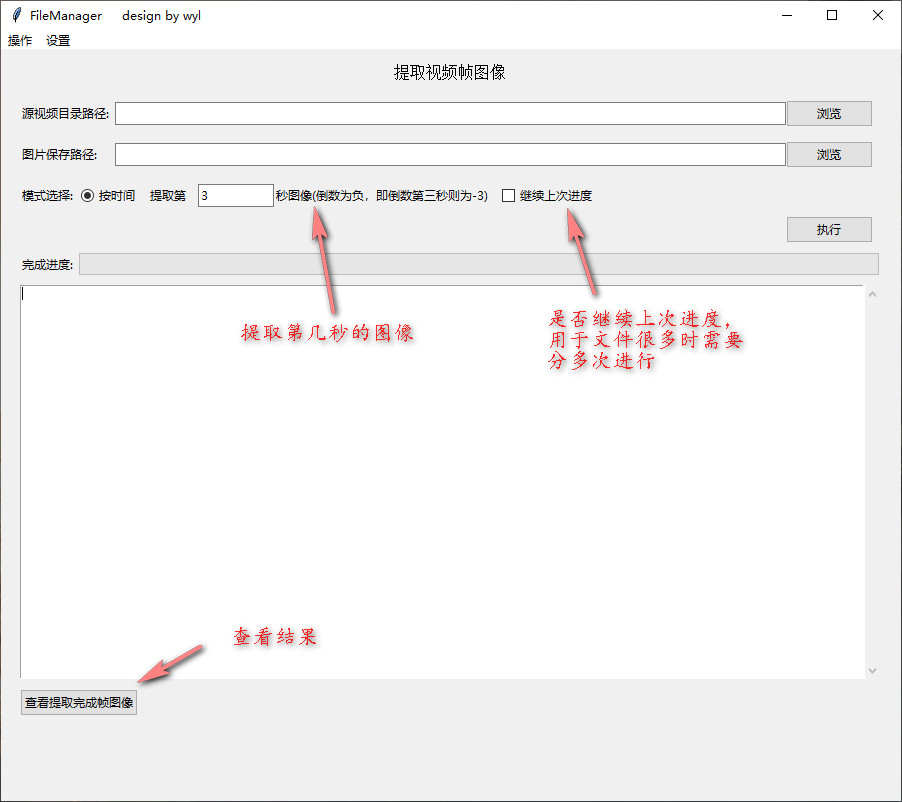 FileManager design by wyl
操作 设置
提取视频帧图像
源视频目录路径: 浏览
图片保存路径: 浏览
模式选择: 按时间 提取第 3 秒图像(倒数为负，即倒数第三秒则为-3) 继续上次进度
执行
完成进度:
提取第几秒的图像
是否继续上次进度，
用于文件很多时需要
分多次进行
查看结果
查看提取完成帧图像